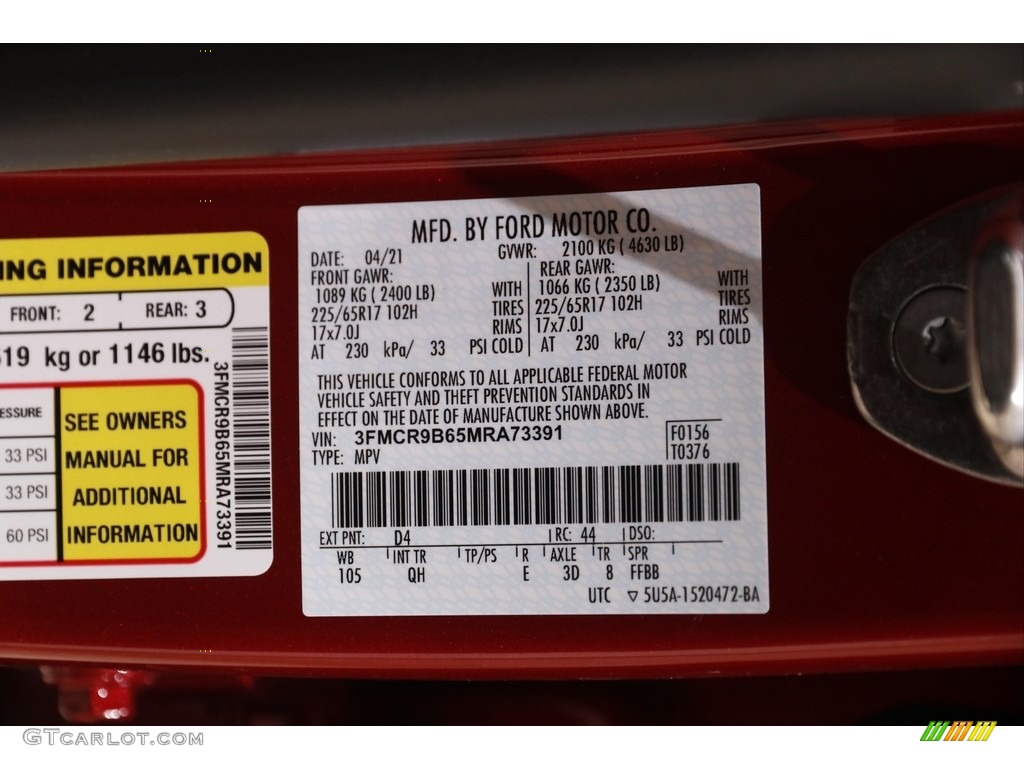 NG INFORMATION
FRONT: 2 REAR: 3
19 kg or 1146 lbs.
ESSURE
33 PSI
33 PSI
60 PSI
SEE OWNERS
MANUAL FOR
ADDITIONAL
INFORMATION
3FMCR9B65MRA73391
MFD. BY FORD MOTOR CO.
DATE: 04/21 GVWR: 2100 KG ( 4630 LB)
FRONT GAWR: REAR GAWR:
1089 KG ( 2400 LB) WITH 1066 KG ( 2350 LB) WITH
225/65R17 102H TIRES 225/65R17 102H TIRES
17x7.0J RIMS 17x7.0J RIMS
AT 230 kPa/ 33 PSI COLD AT 230 kPa/ 33 PSI COLD
THIS VEHICLE CONFORMS TO ALL APPLICABLE FEDERAL MOTOR
VEHICLE SAFETY AND THEFT PREVENTION STANDARDS IN
EFFECT ON THE DATE OF MANUFACTURE SHOWN ABOVE.
VIN: 3FMCR9B65MRA73391 F0156
TYPE: MPV T0376
EXT PNT: D4 RC: 44 DSO:
WB INT TR TP/PS R AXLE TR SPR
105 QH E 3D 8 FFBB
UTC ▽ 5U5A-1520472-BA
GTCARLOT.COM